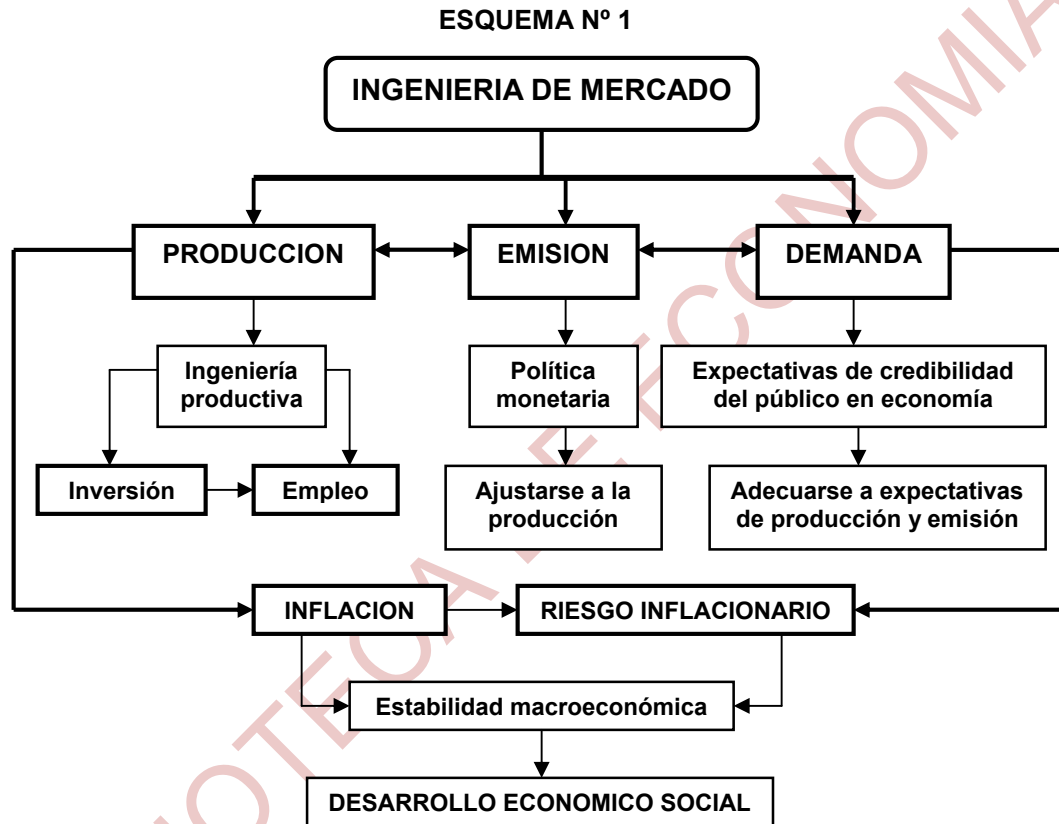 ESQUEMA Nº 1
INGENIERIA DE MERCADO
PRODUCCION
EMISION
DEMANDA
Ingeniería
productiva
Política
monetaria
Expectativas de credibilidad
del público en economía
Inversión
Empleo
Ajustarse a la
producción
Adecuarse a expectativas
de producción y emisión
INFLACION
RIESGO INFLACIONARIO
Estabilidad macroeconómica
DESARROLLO ECONOMICO SOCIAL